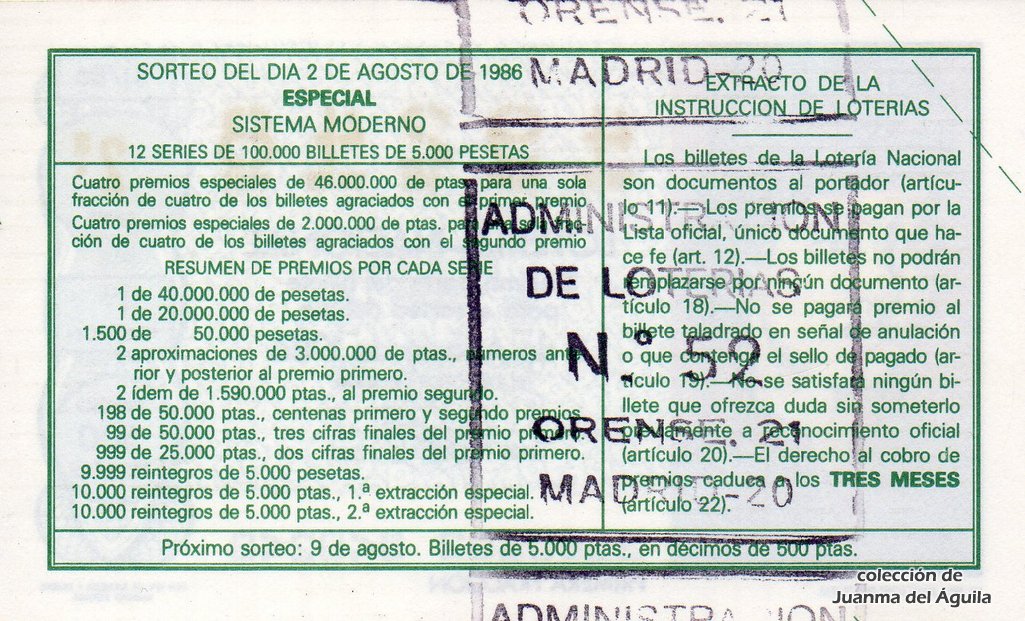 ORENSE. 21
MADRID-20
SORTEO DEL DIA 2 DE AGOSTO DE 1986
ESPECIAL
SISTEMA MODERNO
12 SERIES DE 100.000 BILLETES DE 5.000 PESETAS
Cuatro premios especiales de 46.000.000 de ptas. para una sola
fracción de cuatro de los billetes agraciados con el primer premio
Cuatro premios especiales de 2.000.000 de ptas. para una sola frac-
ción de cuatro de los billetes agraciados con el segundo premio
RESUMEN DE PREMIOS POR CADA SERIE
1 de 40.000.000 de pesetas.
1 de 20.000.000 de pesetas.
1.500 de 50.000 pesetas.
2 aproximaciones de 3.000.000 de ptas., números ante-
rior y posterior al premio primero.
2 ídem de 1.590.000 ptas., al premio segundo.
198 de 50.000 ptas., centenas primero y segundo premios.
99 de 50.000 ptas., tres cifras finales del premio primero.
999 de 25.000 ptas., dos cifras finales del premio primero.
9.999 reintegros de 5.000 pesetas.
10.000 reintegros de 5.000 ptas., 1.ª extracción especial.
10.000 reintegros de 5.000 ptas., 2.ª extracción especial.
EXTRACTO DE LA
INSTRUCCION DE LOTERIAS
Los billetes de la Lotería Nacional
son documentos al portador (artícu-
lo 11).—Los premios se pagan por la
Lista oficial, único documento que ha-
ce fe (art. 12).—Los billetes no podrán
remplazarse por ningún documento (ar-
tículo 18).—No se pagará premio al
billete taladrado en señal de anulación
o que contenga el sello de pagado (ar-
tículo 19).—No se satisfará ningún bi-
llete que ofrezca duda sin someterlo
previamente a reconocimiento oficial
(artículo 20).—El derecho al cobro de
premios caduca a los TRES MESES
(artículo 22).
ADMINISTRACION
DE LOTERIAS
N.º 52
ORENSE. 21
MADRID-20
Próximo sorteo: 9 de agosto. Billetes de 5.000 ptas., en décimos de 500 ptas.
colección de
Juanma del Águila
ADMINISTRACION